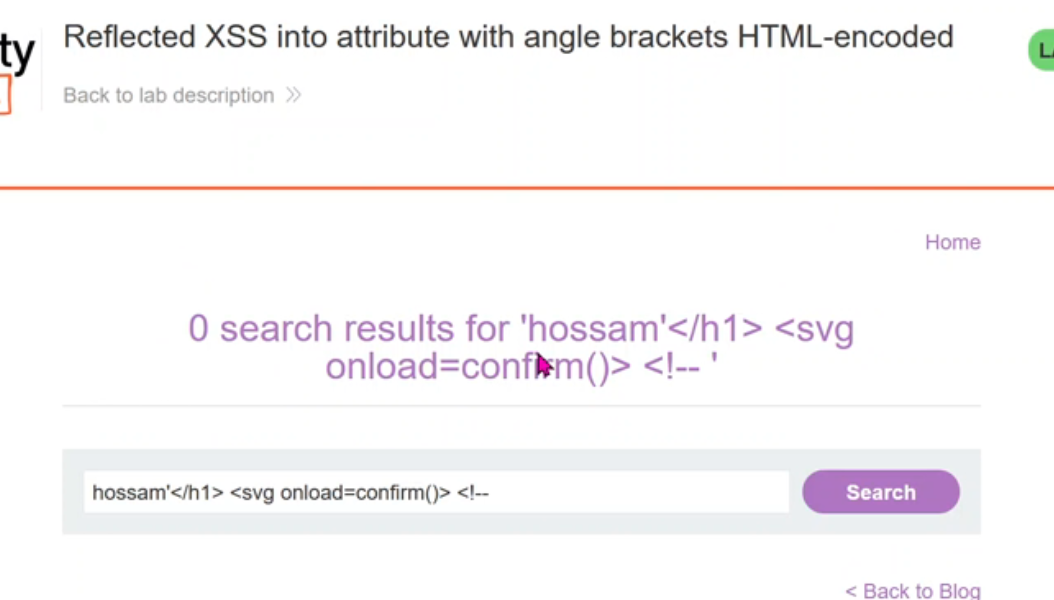 ty
Reflected XSS into attribute with angle brackets HTML-encoded
LA
Back to lab description
Home
0 search results for 'hossam'</h1> <svg
onload=confirm()> <!-- '
hossam'</h1> <svg onload=confirm()> <!--
Search
< Back to Blog